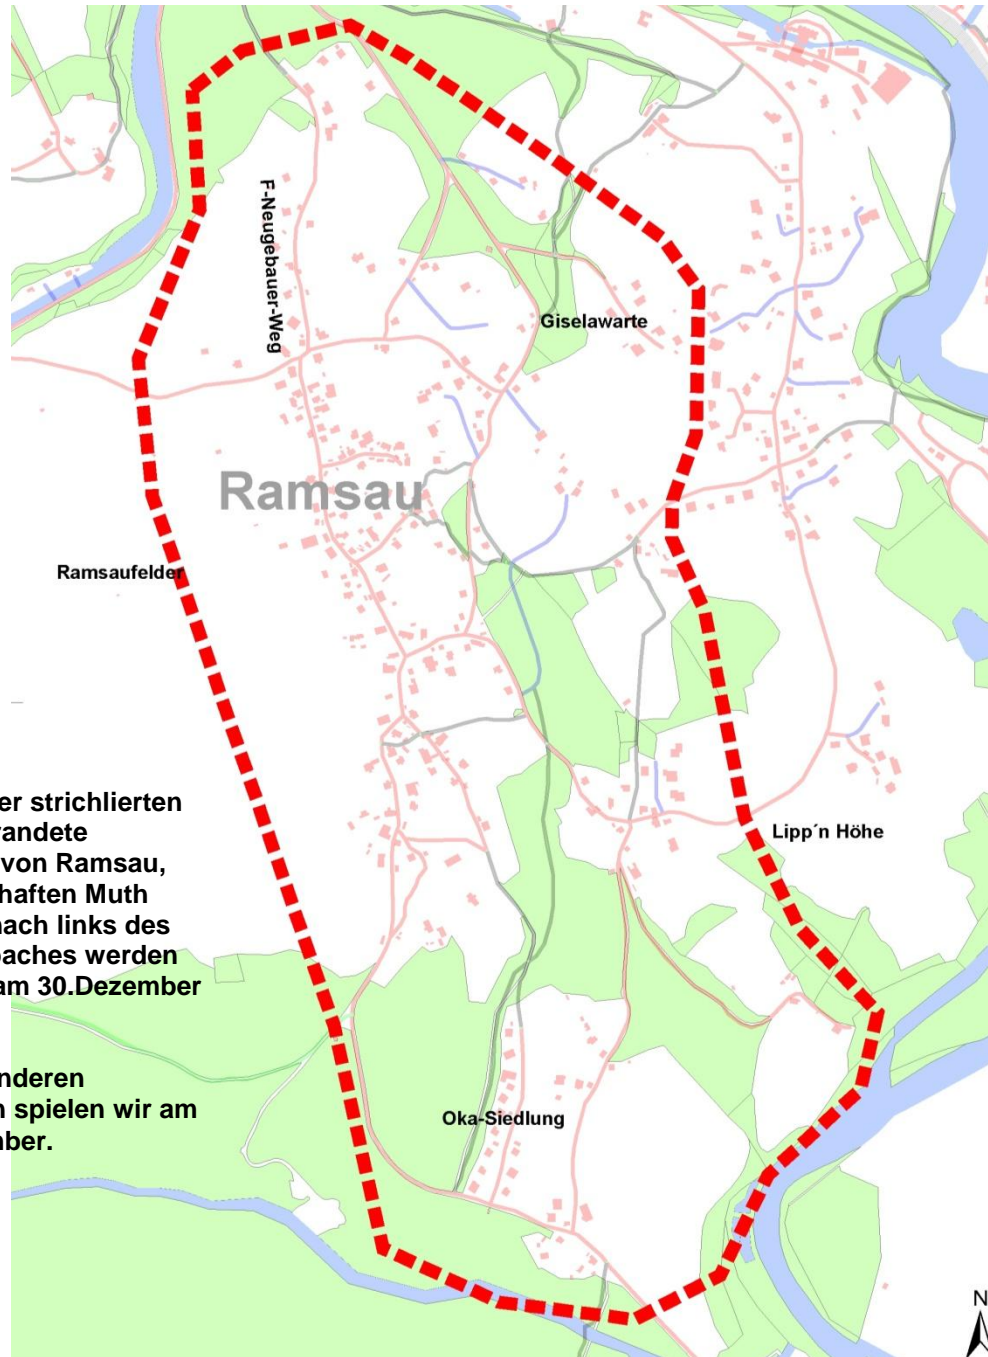 F-Neugebauer-Weg
Giselawarte
Ramsau
Ramsaufelder
er strichlierten
randete
von Ramsau,
haften Muth
Lipp´n Höhe
nach links des
baches werden
am 30.Dezember
nderen
n spielen wir am
nber.
Oka-Siedlung
N